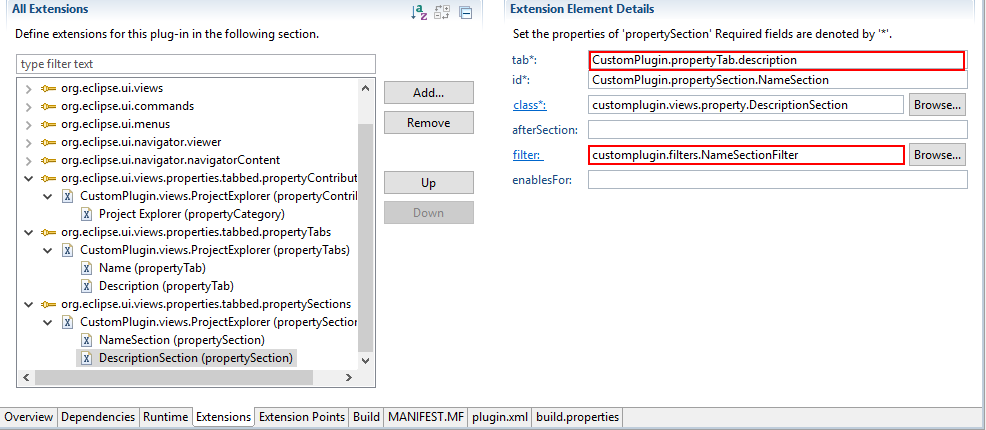 All Extensions
Define extensions for this plug-in in the following section.
type filter text
org.eclipse.ui.views
org.eclipse.ui.commands
org.eclipse.ui.menus
org.eclipse.ui.navigator.viewer
org.eclipse.ui.navigator.navigatorContent
org.eclipse.ui.views.properties.tabbed.propertyContribut
CustomPlugin.views.ProjectExplorer (propertyContril
Project Explorer (propertyCategory)
org.eclipse.ui.views.properties.tabbed.propertyTabs
CustomPlugin.views.ProjectExplorer (propertyTabs)
Name (propertyTab)
Description (propertyTab)
org.eclipse.ui.views.properties.tabbed.propertySections
CustomPlugin.views.ProjectExplorer (propertySection
NameSection (propertySection)
DescriptionSection (propertySection)
Add...
Remove
Up
Down
Extension Element Details
Set the properties of 'propertySection' Required fields are denoted by '*'.
tab*: CustomPlugin.propertyTab.description
id*: CustomPlugin.propertySection.NameSection
class*: customplugin.views.property.DescriptionSection Browse...
afterSection:
filter: customplugin.filters.NameSectionFilter Browse...
enablesFor:
Overview Dependencies Runtime Extensions Extension Points Build MANIFEST.MF plugin.xml build.properties